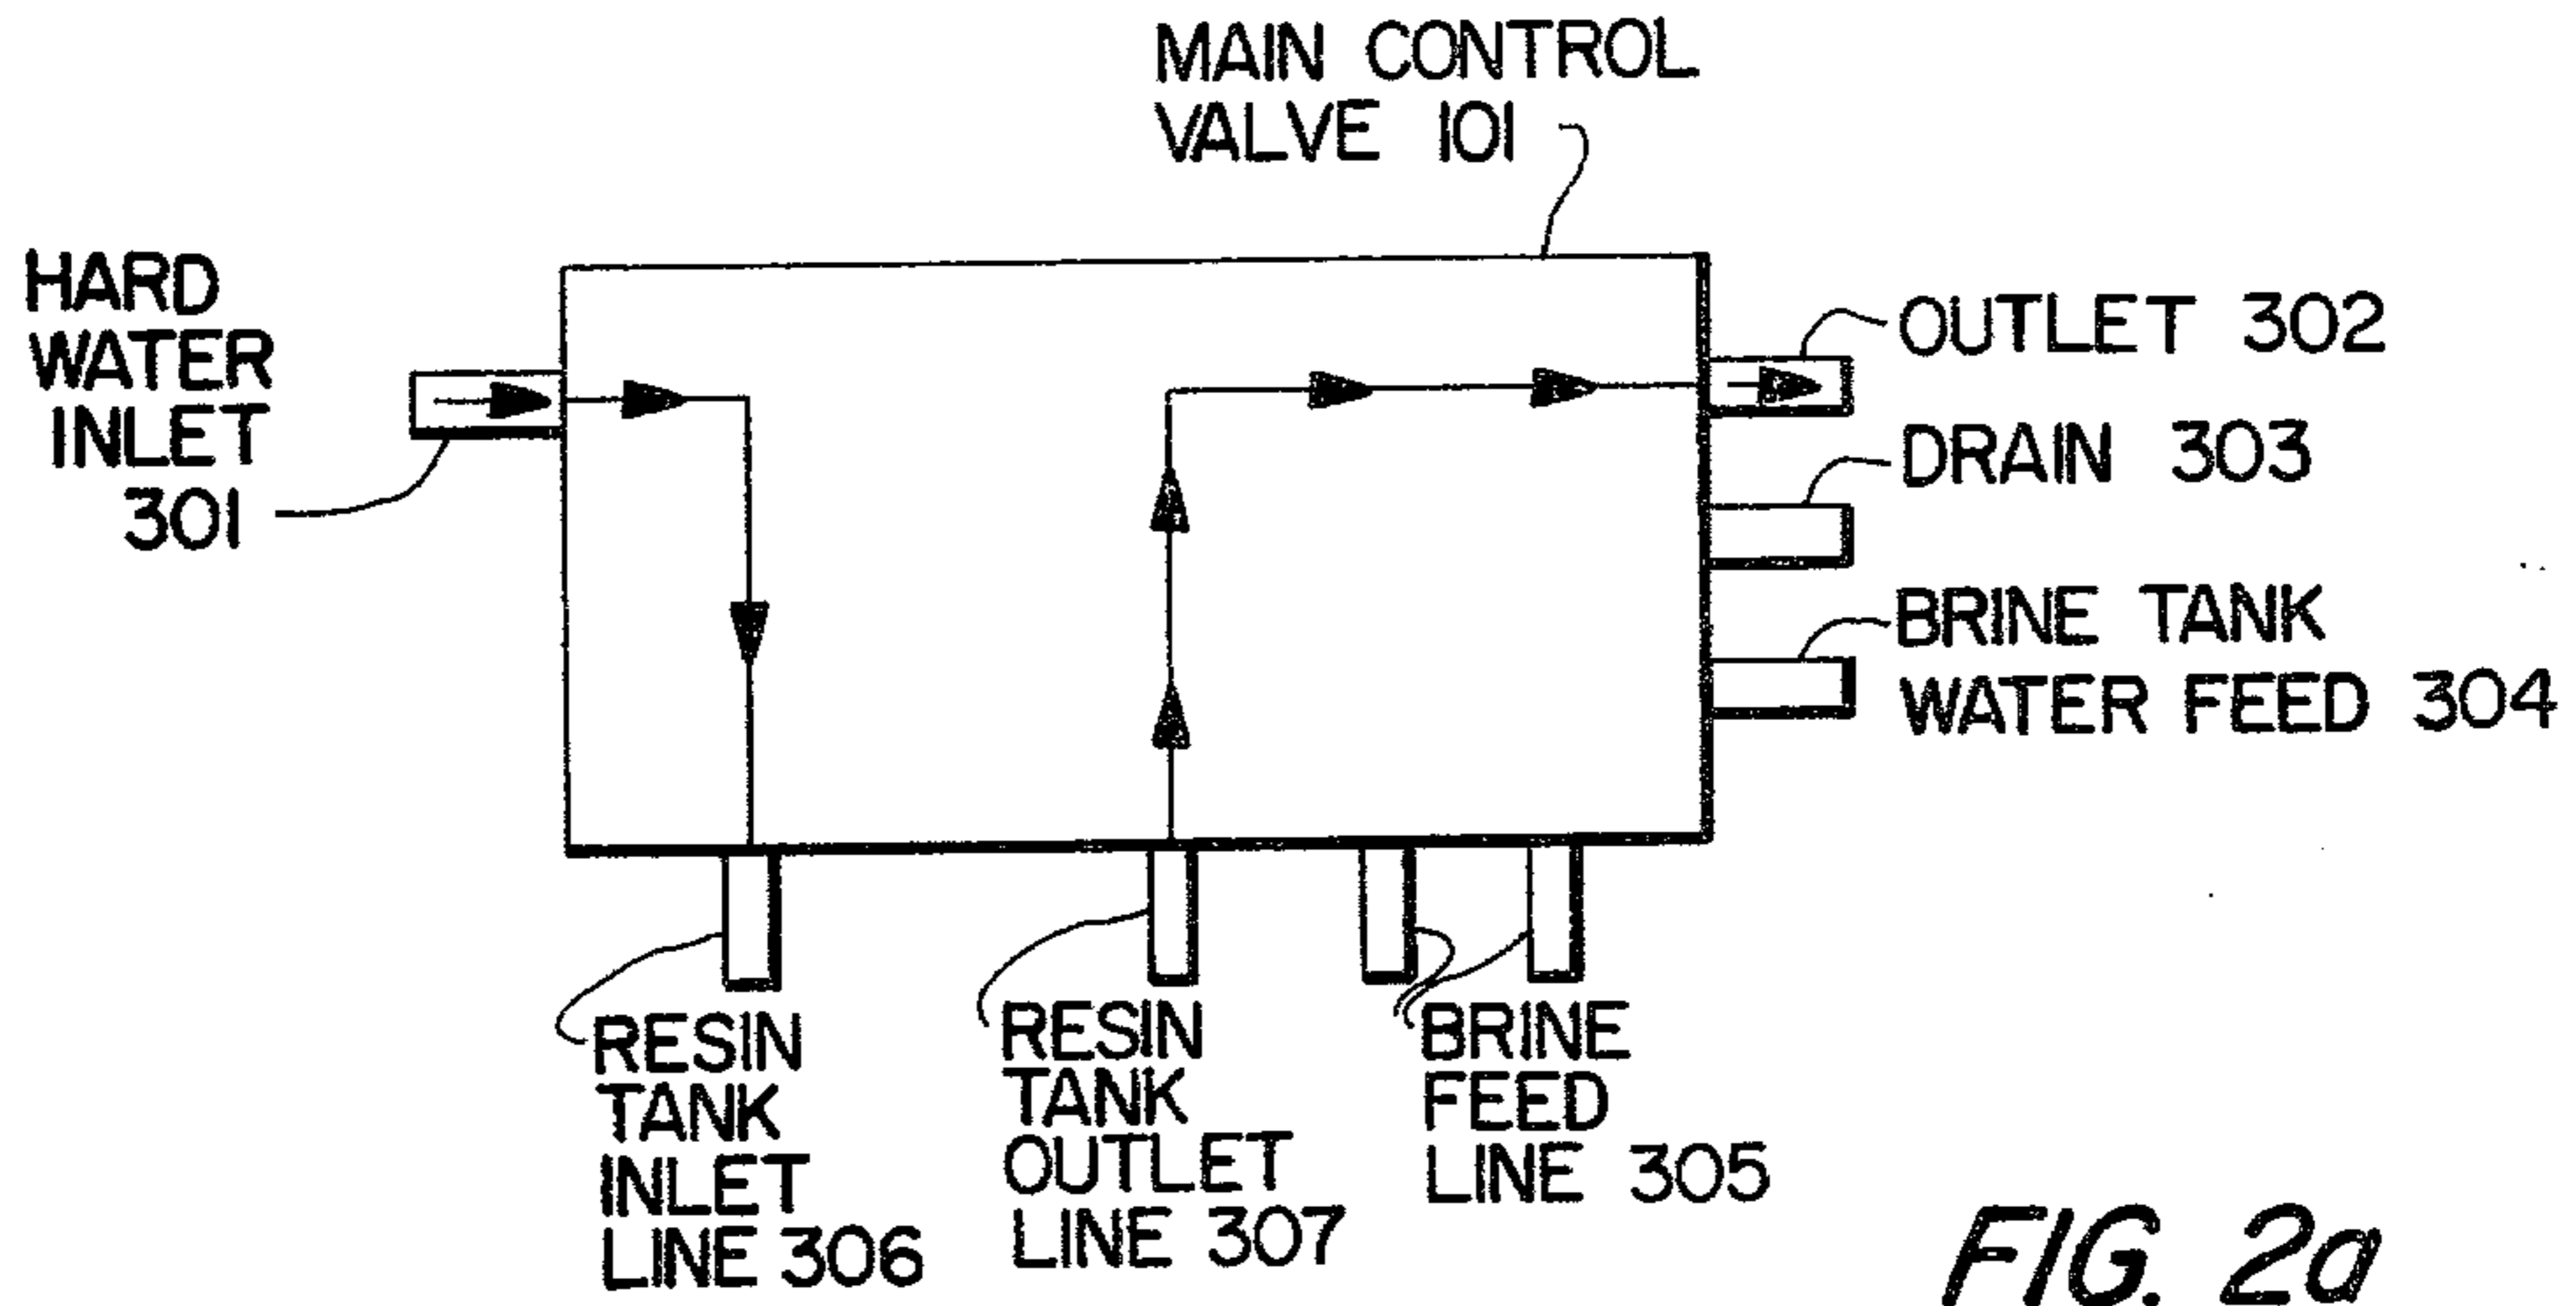 MAIN CONTROL
VALVE 101
HARD
WATER
INLET
301
OUTLET 302
DRAIN 303
BRINE TANK
WATER FEED 304
RESIN
TANK
INLET
LINE 306
RESIN
TANK
OUTLET
LINE 307
BRINE
FEED
LINE 305
FIG. 2a